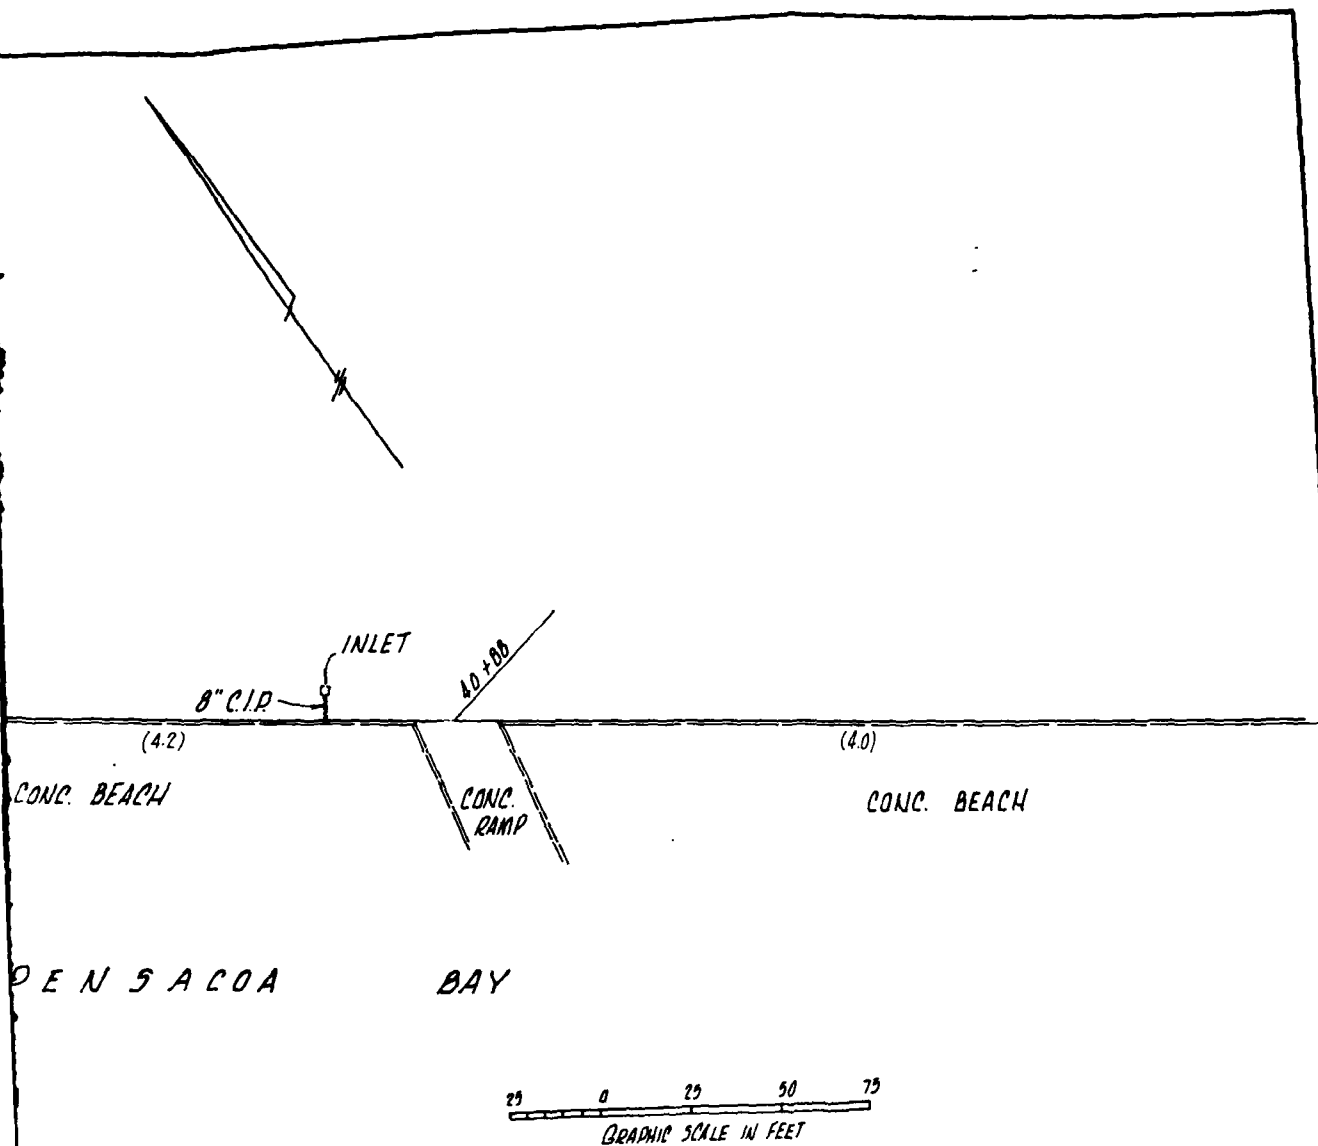 INLET
40+88
8" C.I.P.
(4.2)
(4.0)
CONC. BEACH
CONC.
RAMP
CONC. BEACH
PENSACOA BAY
25 0 25 50 75
GRAPHIC SCALE IN FEET